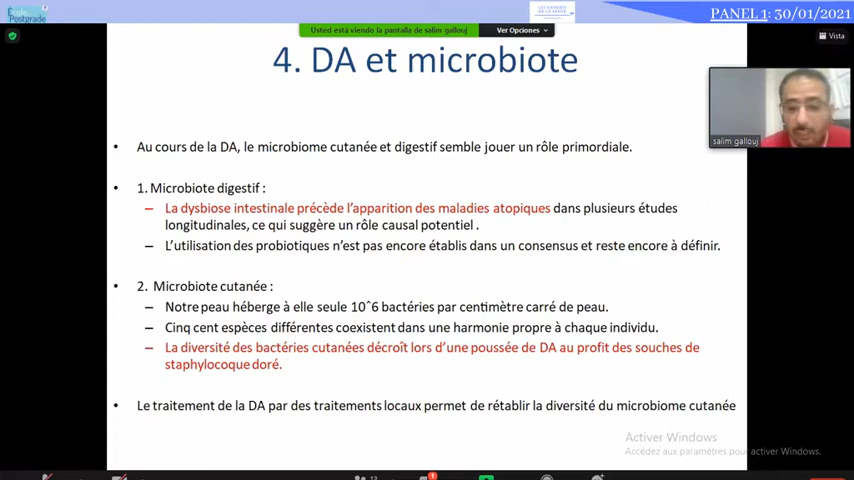 école
Postgrade
LES GANGES
DE LA SANTÉ
PANEL 1: 30/01/2021
Usted está viendo la pantalla de salim gallouj
Ver Opciones
Vista
4. DA et microbiote
salim gallouj
• Au cours de la DA, le microbiome cutanée et digestif semble jouer un rôle primordiale.
• 1. Microbiote digestif :
– La dysbiose intestinale précède l’apparition des maladies atopiques dans plusieurs études
longitudinales, ce qui suggère un rôle causal potentiel .
– L’utilisation des probiotiques n’est pas encore établis dans un consensus et reste encore à définir.
• 2. Microbiote cutanée :
– Notre peau héberge à elle seule 10^6 bactéries par centimètre carré de peau.
– Cinq cent espèces différentes coexistent dans une harmonie propre à chaque individu.
– La diversité des bactéries cutanées décroît lors d’une poussée de DA au profit des souches de
staphylocoque doré.
• Le traitement de la DA par des traitements locaux permet de rétablir la diversité du microbiome cutanée
Activer Windows
Accédez aux paramètres pour activer Windows.